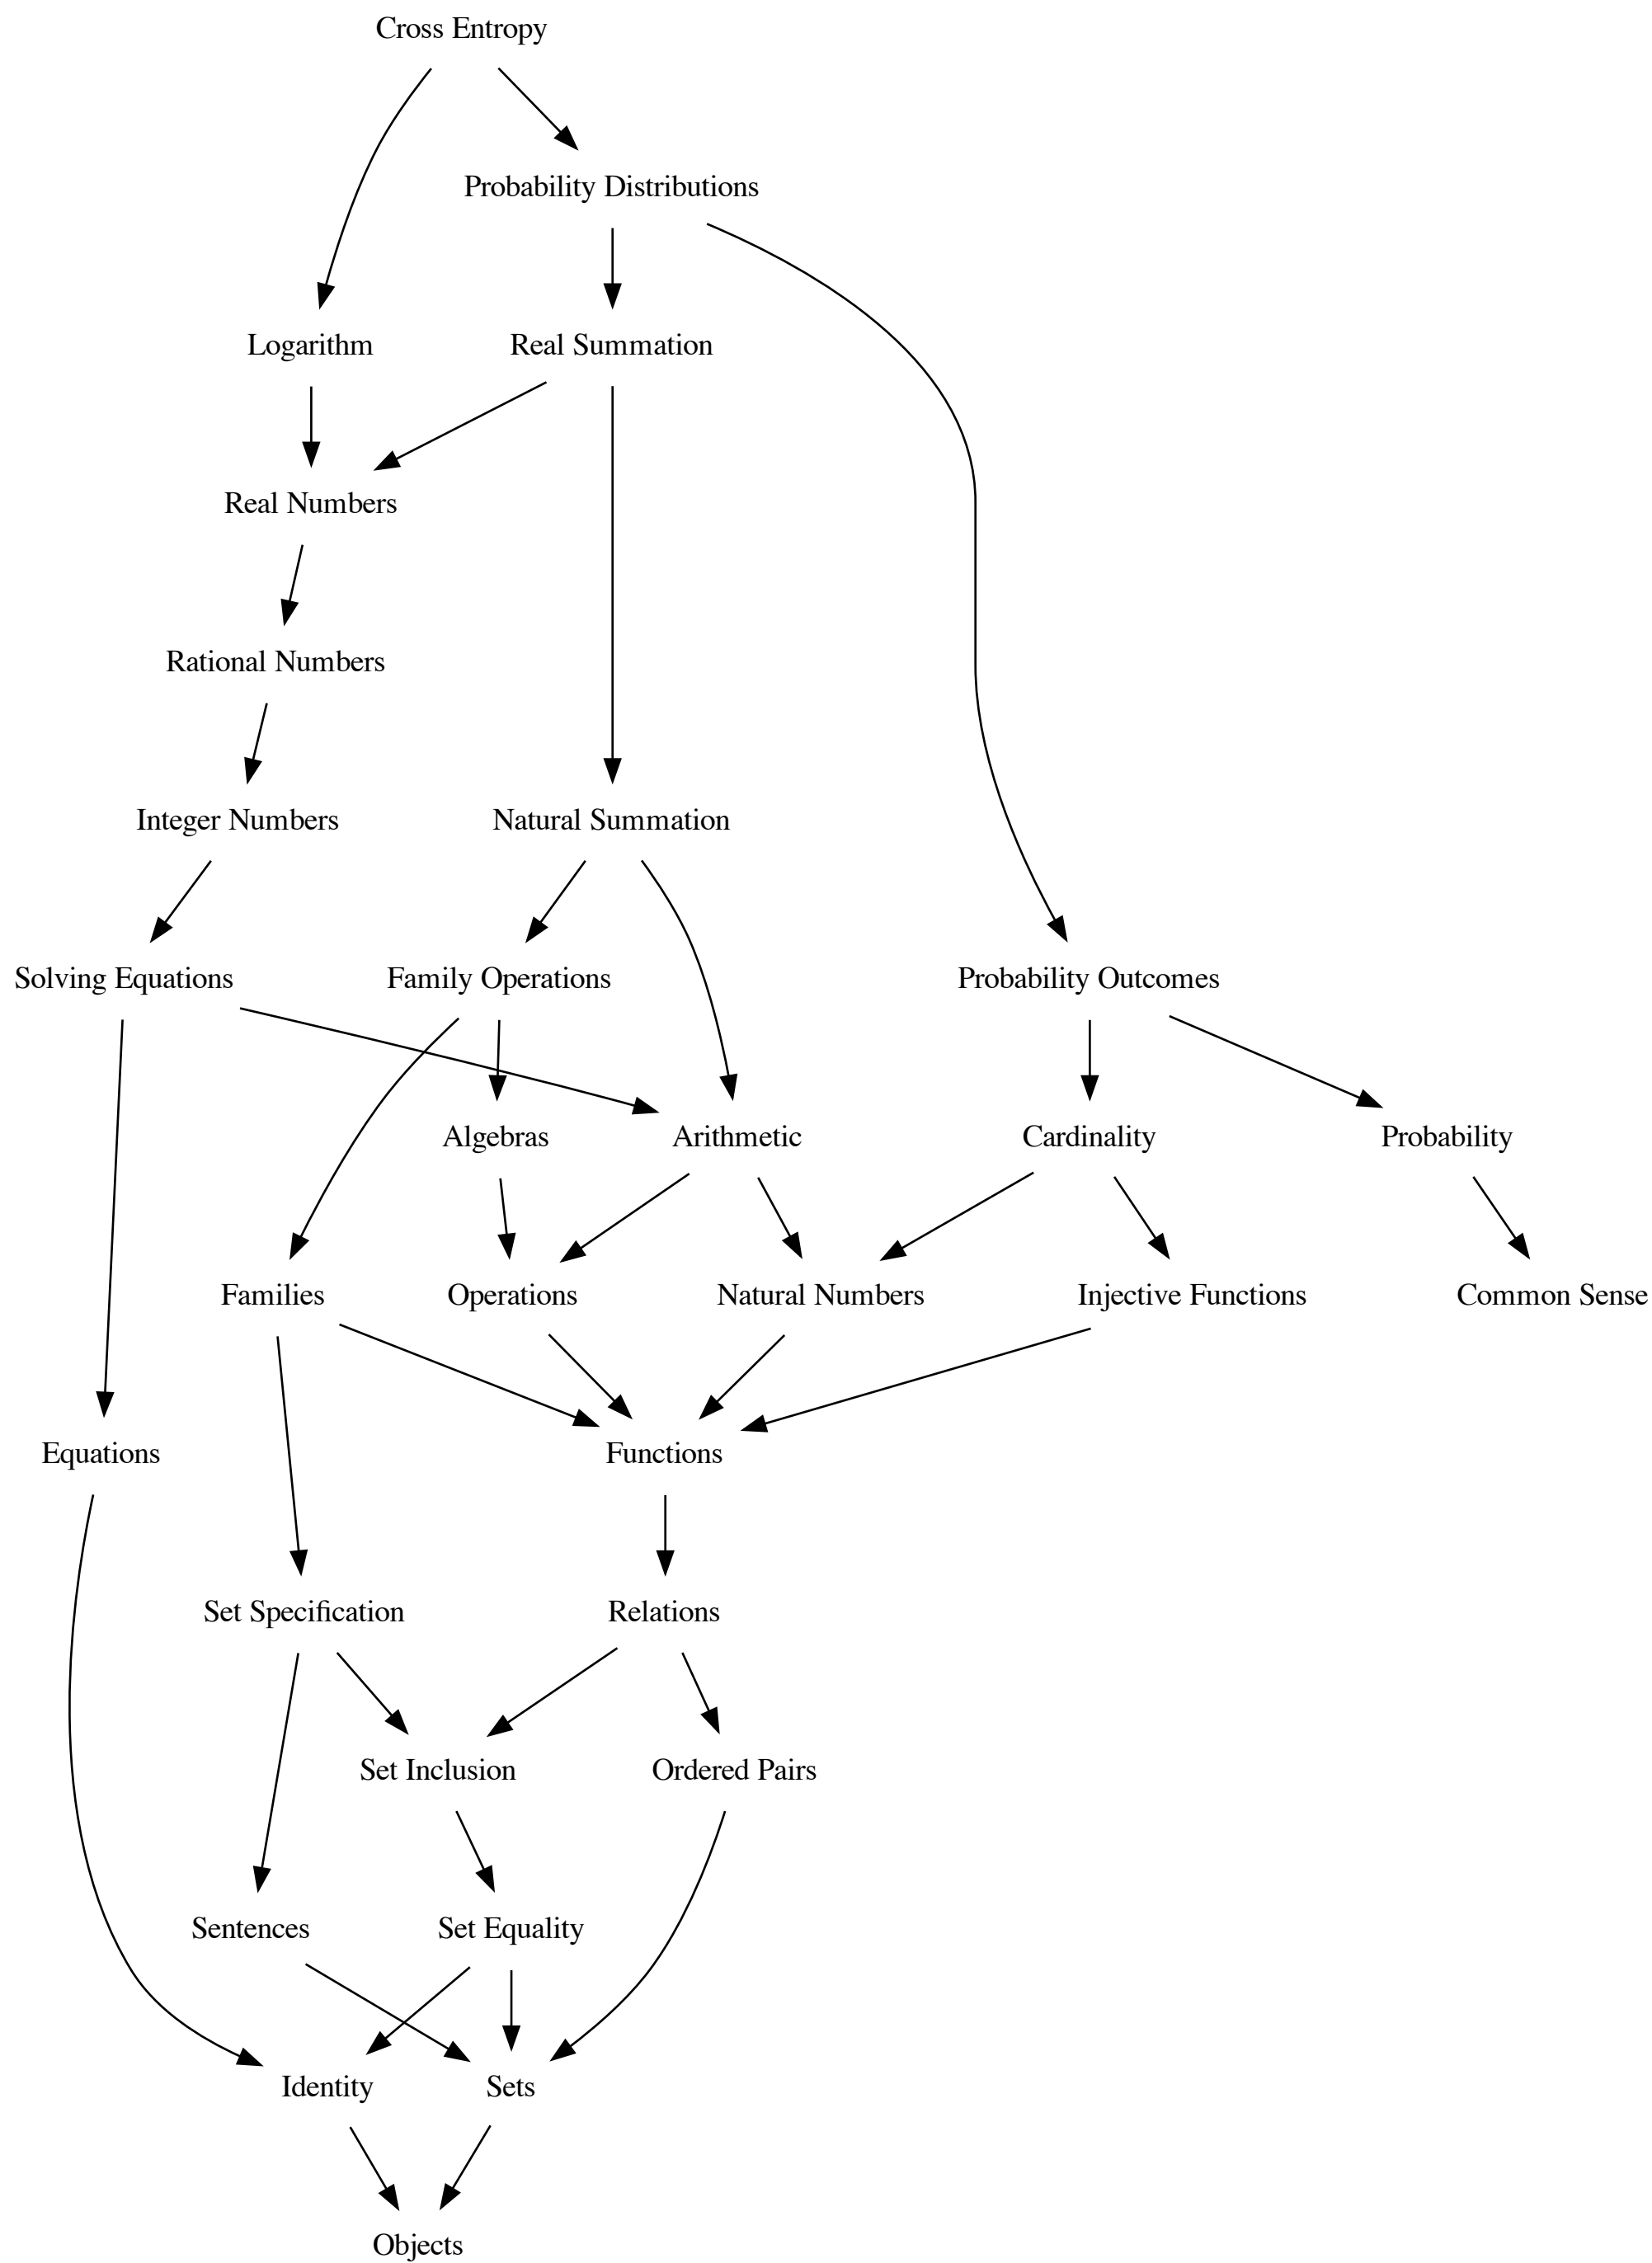 Cross Entropy
Probability Distributions
Logarithm
Real Summation
Real Numbers
Rational Numbers
Integer Numbers
Natural Summation
Solving Equations
Family Operations
Probability Outcomes
Algebras
Arithmetic
Cardinality
Probability
Families
Operations
Natural Numbers
Injective Functions
Common Sense
Equations
Functions
Set Specification
Relations
Set Inclusion
Ordered Pairs
Sentences
Set Equality
Identity
Sets
Objects